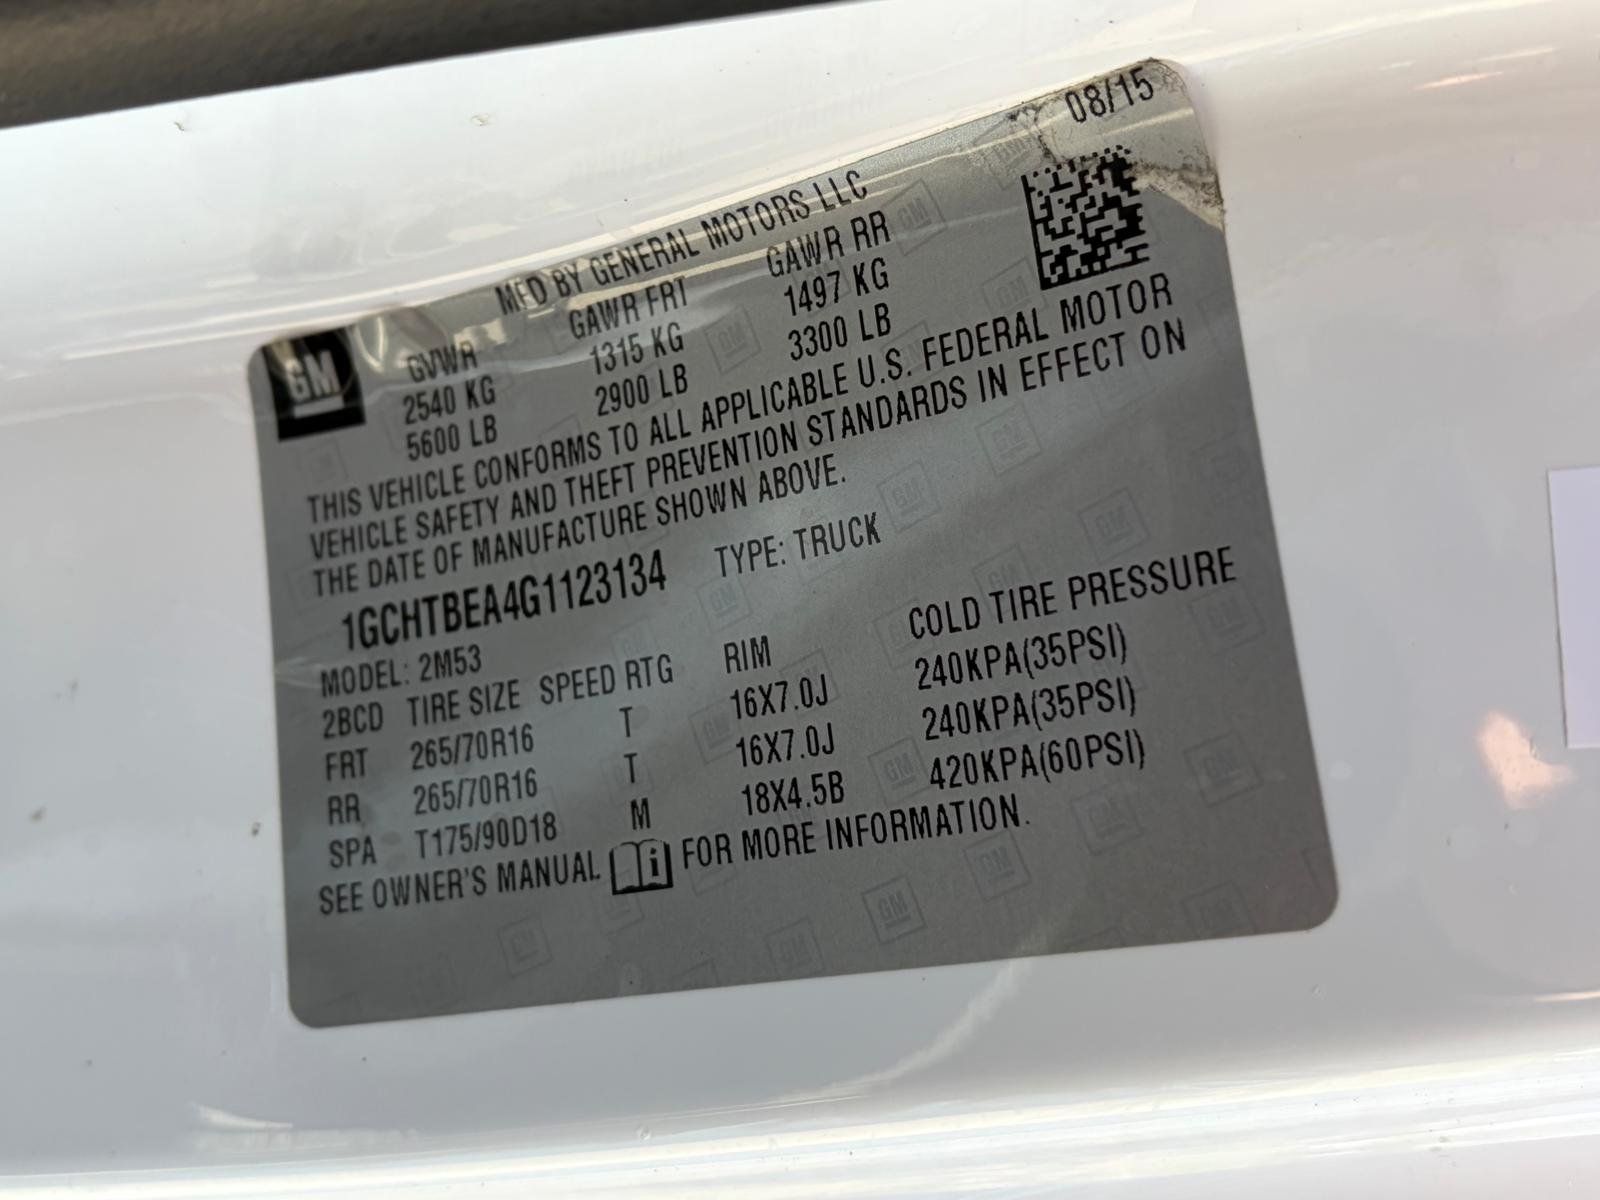 08/15
MFD BY GENERAL MOTORS LLC
GM
GVWR GAWR FRT GAWR RR
2540 KG 1315 KG 1497 KG
5600 LB 2900 LB 3300 LB
THIS VEHICLE CONFORMS TO ALL APPLICABLE U.S. FEDERAL MOTOR
VEHICLE SAFETY AND THEFT PREVENTION STANDARDS IN EFFECT ON
THE DATE OF MANUFACTURE SHOWN ABOVE.
1GCHTBEA4G1123134 TYPE: TRUCK
MODEL: 2M53
2BCD TIRE SIZE SPEED RTG RIM COLD TIRE PRESSURE
FRT 265/70R16 T 16X7.0J 240KPA(35PSI)
RR 265/70R16 T 16X7.0J 240KPA(35PSI)
SPA T175/90D18 M 18X4.5B 420KPA(60PSI)
SEE OWNER'S MANUAL i FOR MORE INFORMATION.